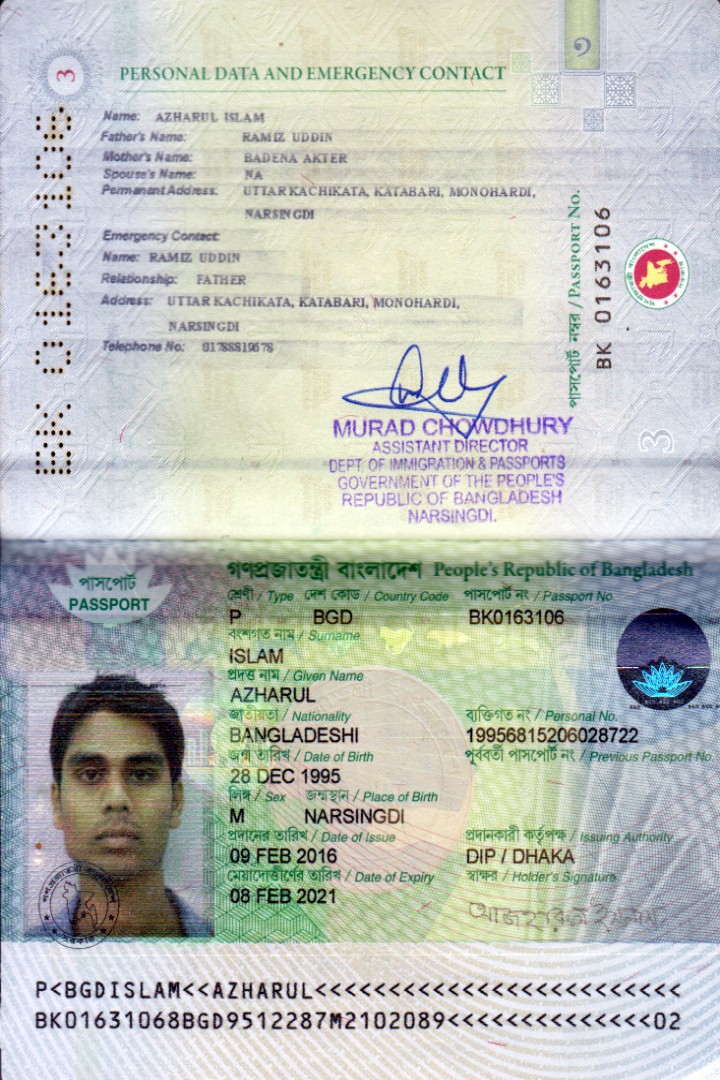 3
১
PERSONAL DATA AND EMERGENCY CONTACT
Name: AZHARUL ISLAM
Father's Name: RAMIZ UDDIN
Mother's Name: BADENA AKTER
Spouse's Name: NA
Permanent Address: UTTAR KACHIKATA, KATABARI, MONOHARDI,
NARSINGDI
Emergency Contact:
Name: RAMIZ UDDIN
Relationship: FATHER
Address: UTTAR KACHIKATA, KATABARI, MONOHARDI,
NARSINGDI
Telephone No: 01788819678
BK 0163106
পাসপোর্ট নম্বর / PASSPORT No.
BK 0163106
3
MURAD CHOWDHURY
ASSISTANT DIRECTOR
DEPT. OF IMMIGRATION & PASSPORTS
GOVERNMENT OF THE PEOPLE'S
REPUBLIC OF BANGLADESH
NARSINGDI.
গণপ্রজাতন্ত্রী বাংলাদেশ People's Republic of Bangladesh
পাসপোর্ট
PASSPORT
শ্রেণী / Type দেশ কোড / Country Code পাসপোর্ট নং / Passport No.
P BGD BK0163106
বংশগত নাম / Surname
ISLAM
প্রদত্ত নাম / Given Name
AZHARUL
জাতীয়তা / Nationality ব্যক্তিগত নং / Personal No.
BANGLADESHI 19956815206028722
জন্ম তারিখ / Date of Birth পূর্ববর্তী পাসপোর্ট নং / Previous Passport No.
28 DEC 1995
লিঙ্গ / Sex জন্মস্থান / Place of Birth
M NARSINGDI
প্রদানের তারিখ / Date of Issue প্রদানকারী কর্তৃপক্ষ / Issuing Authority
09 FEB 2016 DIP / DHAKA
মেয়াদোত্তীর্ণের তারিখ / Date of Expiry স্বাক্ষর / Holder's Signature
08 FEB 2021
আজহারুল ইসলাম
P<BGDISLAM<<AZHARUL<<<<<<<<<<<<<<<<<<<<<<<<<
BK01631068BGD9512287M2102089<<<<<<<<<<<<<<02